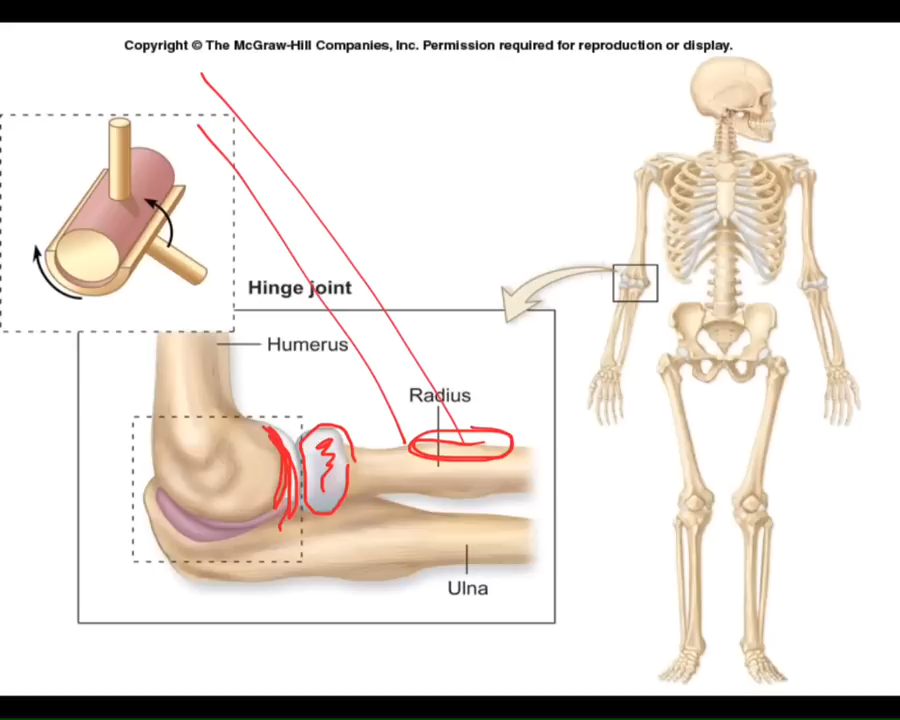 Copyright © The McGraw-Hill Companies, Inc. Permission required for reproduction or display.
Hinge joint
Humerus
Radius
Ulna